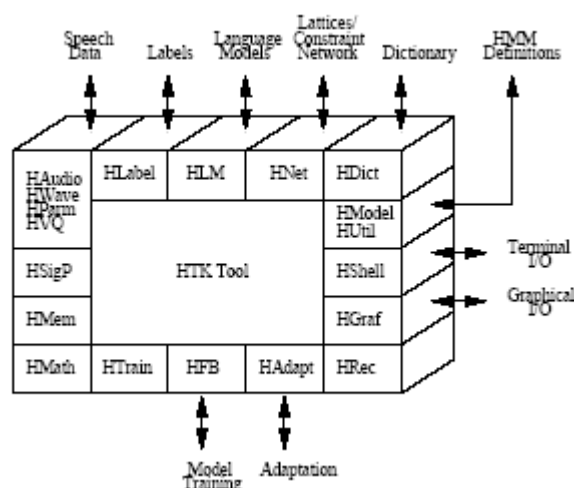 Speech
Data
Labels
Language
Models
Lattices/
Constraint
Network
Dictionary
HMM
Definitions
HAudio
HWave
HParm
HVQ
HLabel
HLM
HNet
HDict
HModel
HUtil
HSigP
HTK Tool
HShell
HMem
HGraf
HMath
HTrain
HFB
HAdapt
HRec
Terminal
I/O
Graphical
I/O
Model
Training
Adaptation